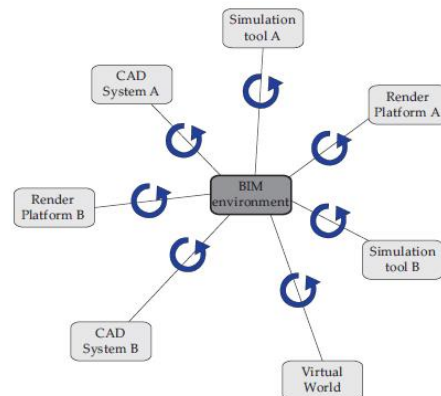 Simulation
tool A
CAD
System A
Render
Platform A
BIM
environment
Render
Platform B
Simulation
tool B
CAD
System B
Virtual
World